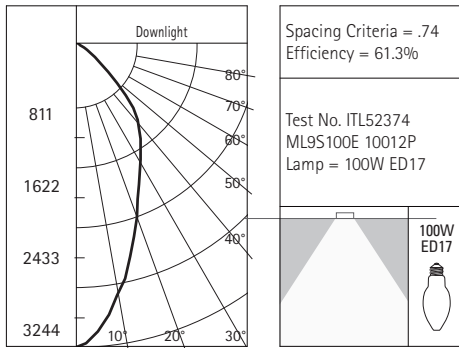 Downlight
811
1622
2433
3244
10°
20°
30°
40°
50°
60°
70°
80°
Spacing Criteria = .74
Efficiency = 61.3%
Test No. ITL52374
ML9S100E 10012P
Lamp = 100W ED17
100W
ED17